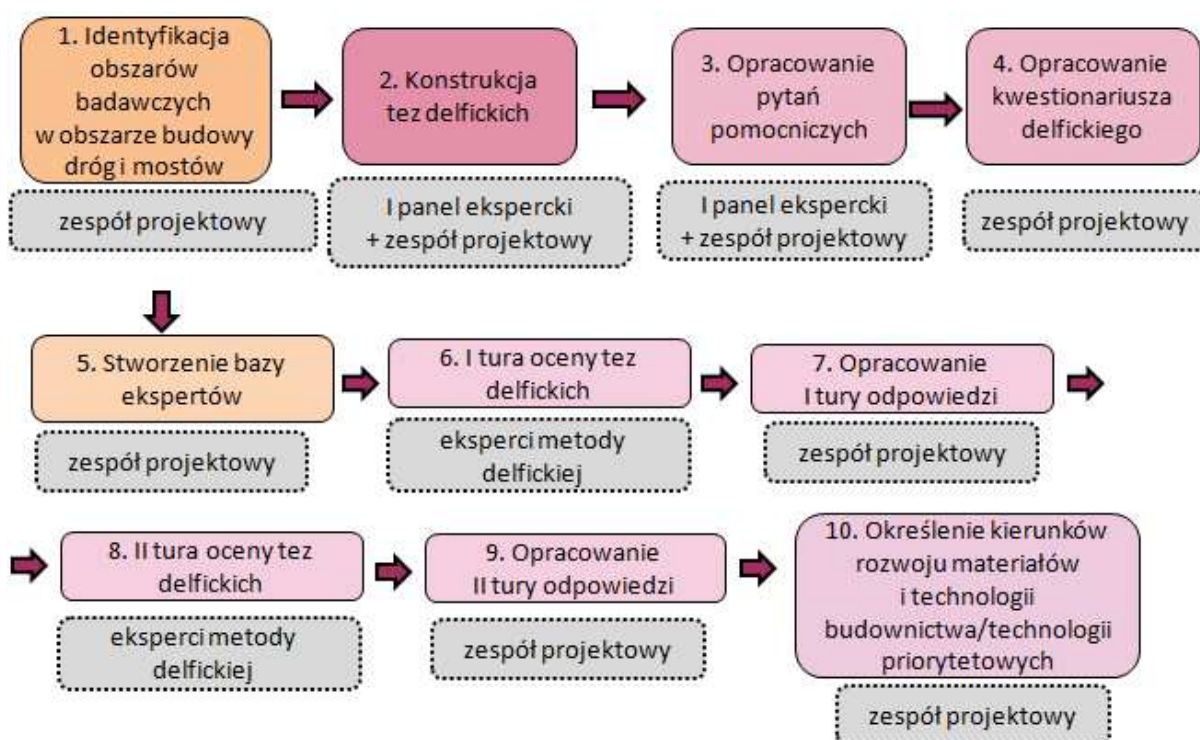 1. Identyfikacja
obszarów
badawczych
w obszarze budowy
dróg i mostów
zespół projektowy
2. Konstrukcja
tez delfickich
I panel ekspercki
+ zespół projektowy
3. Opracowanie
pytań
pomocniczych
I panel ekspercki
+ zespół projektowy
4. Opracowanie
kwestionariusza
delfickiego
zespół projektowy
5. Stworzenie bazy
ekspertów
zespół projektowy
6. I tura oceny tez
delfickich
eksperci metody
delfickiej
7. Opracowanie
I tury odpowiedzi
zespół projektowy
8. II tura oceny tez
delfickich
eksperci metody
delfickiej
9. Opracowanie
II tury odpowiedzi
zespół projektowy
10. Określenie kierunków
rozwoju materiałów
i technologii
budownictwa/technologii
priorytetowych
zespół projektowy